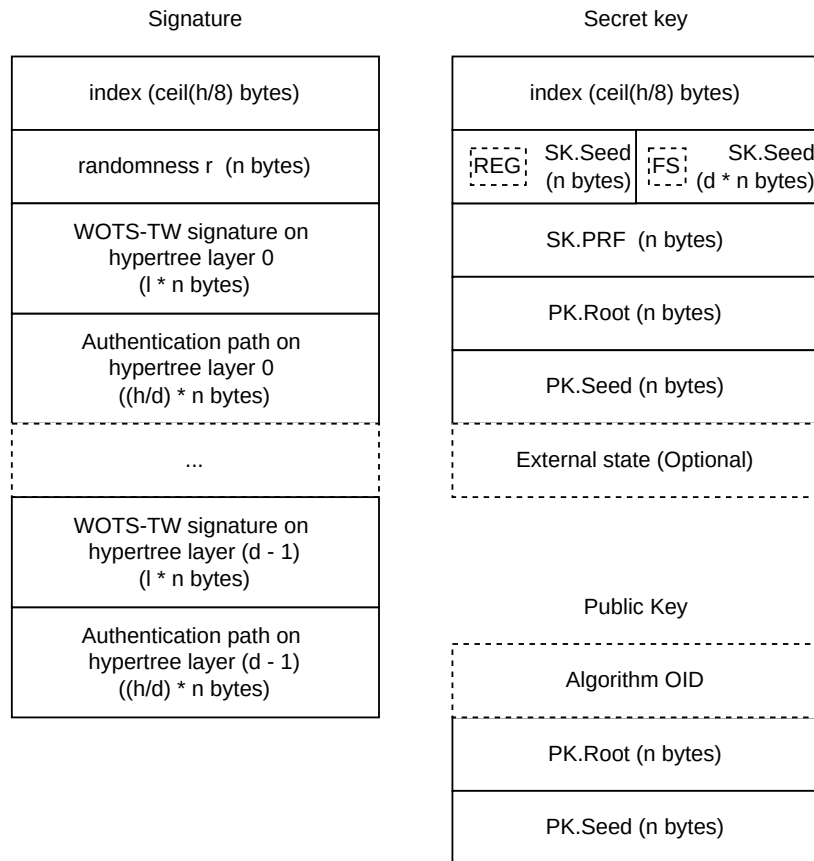 Signature
index (ceil(h/8) bytes)
randomness r (n bytes)
WOTS-TW signature on
hypertree layer 0
(l * n bytes)
Authentication path on
hypertree layer 0
((h/d) * n bytes)
...
WOTS-TW signature on
hypertree layer (d - 1)
(l * n bytes)
Authentication path on
hypertree layer (d - 1)
((h/d) * n bytes)
Secret key
index (ceil(h/8) bytes)
REG
SK.Seed
(n bytes)
FS
SK.Seed
(d * n bytes)
SK.PRF (n bytes)
PK.Root (n bytes)
PK.Seed (n bytes)
External state (Optional)
Public Key
Algorithm OID
PK.Root (n bytes)
PK.Seed (n bytes)